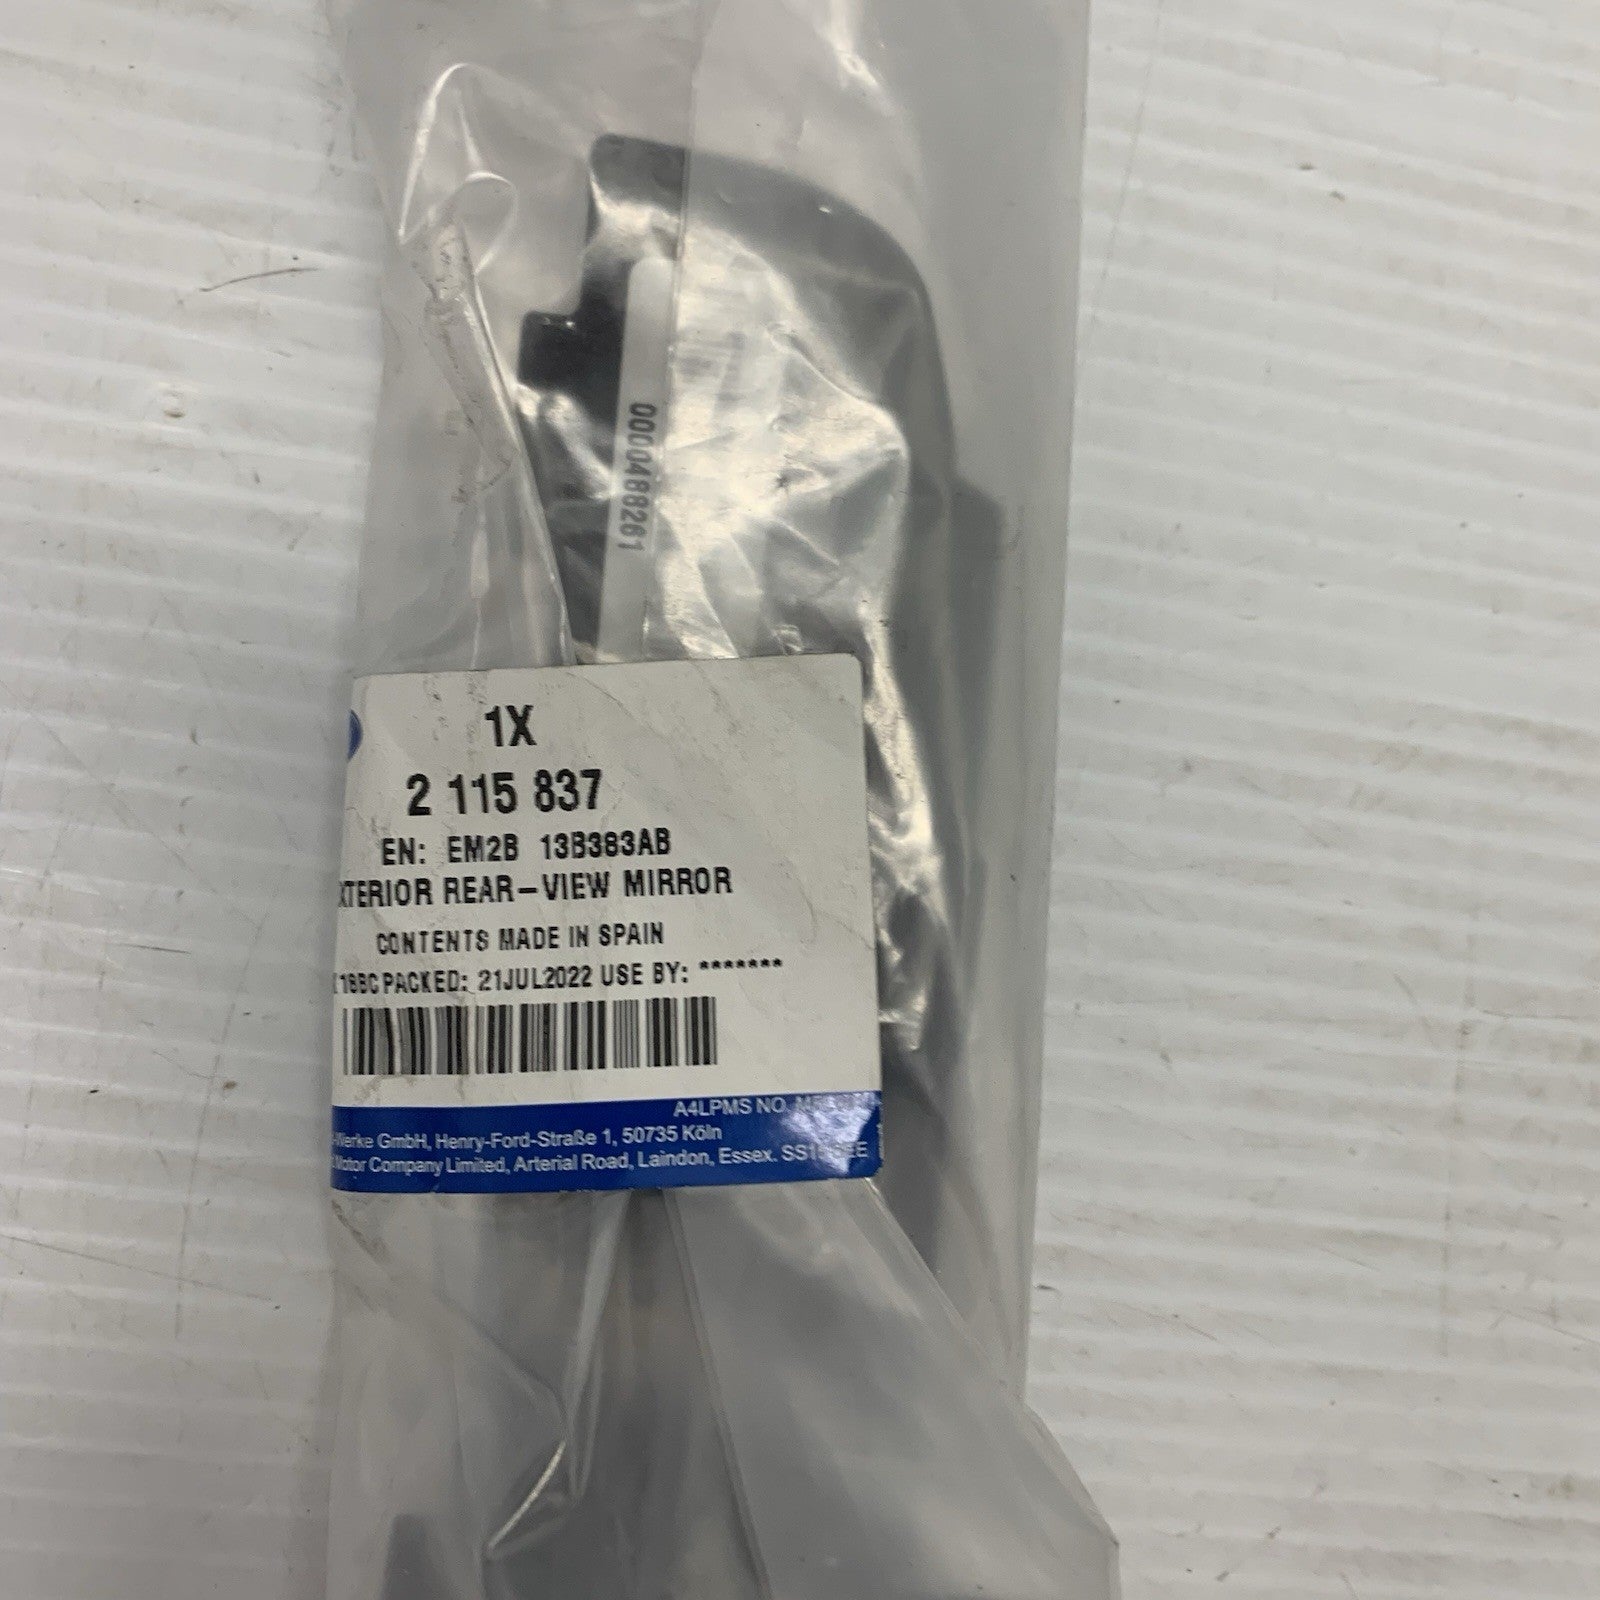 0000488261
1X
2 115 837
EN: EM2B 13B383AB
XTERIOR REAR-VIEW MIRROR
CONTENTS MADE IN SPAIN
PACKED: 21JUL2022 USE BY: *******
A4LPMS NO.
-Werke GmbH, Henry-Ford-Straße 1, 50735 Köln
Motor Company Limited, Arterial Road, Laindon, Essex.